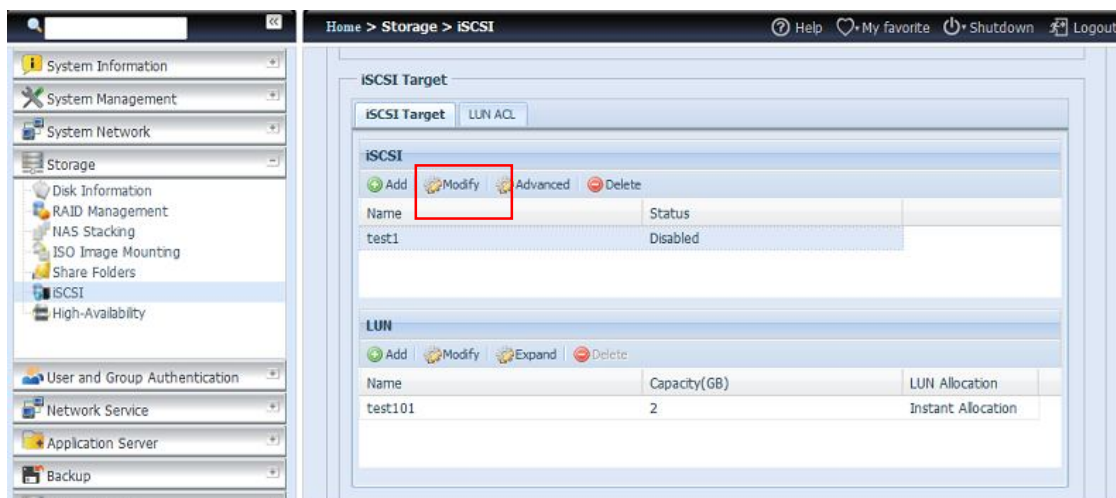 Home > Storage > iSCSI
Help My favorite Shutdown Logout
System Information
System Management
System Network
Storage
Disk Information
RAID Management
NAS Stacking
ISO Image Mounting
Share Folders
iSCSI
High-Availability
User and Group Authentication
Network Service
Application Server
Backup
iSCSI Target
iSCSI Target LUN ACL
iSCSI
Add Modify Advanced Delete
Name Status
test1 Disabled
LUN
Add Modify Expand Delete
Name Capacity(GB) LUN Allocation
test101 2 Instant Allocation